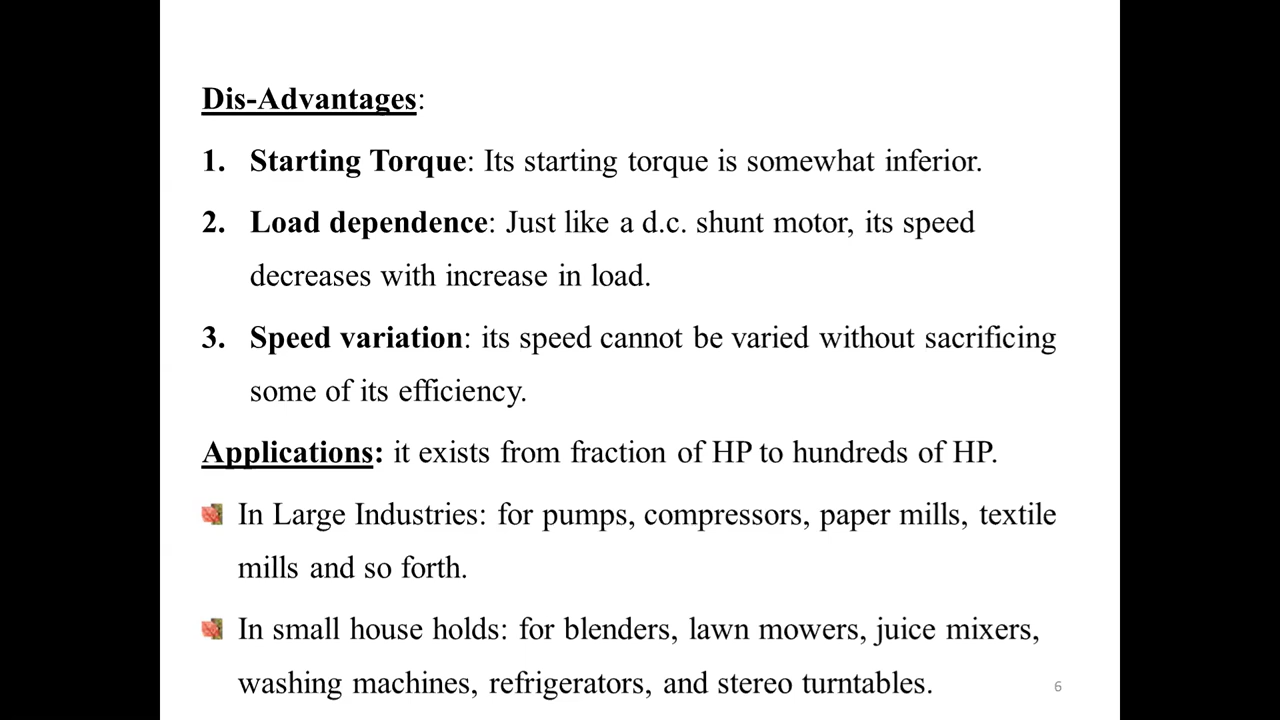 Dis-Advantages:
1. Starting Torque: Its starting torque is somewhat inferior.
2. Load dependence: Just like a d.c. shunt motor, its speed
decreases with increase in load.
3. Speed variation: its speed cannot be varied without sacrificing
some of its efficiency.
Applications: it exists from fraction of HP to hundreds of HP.
In Large Industries: for pumps, compressors, paper mills, textile
mills and so forth.
In small house holds: for blenders, lawn mowers, juice mixers,
washing machines, refrigerators, and stereo turntables.
6